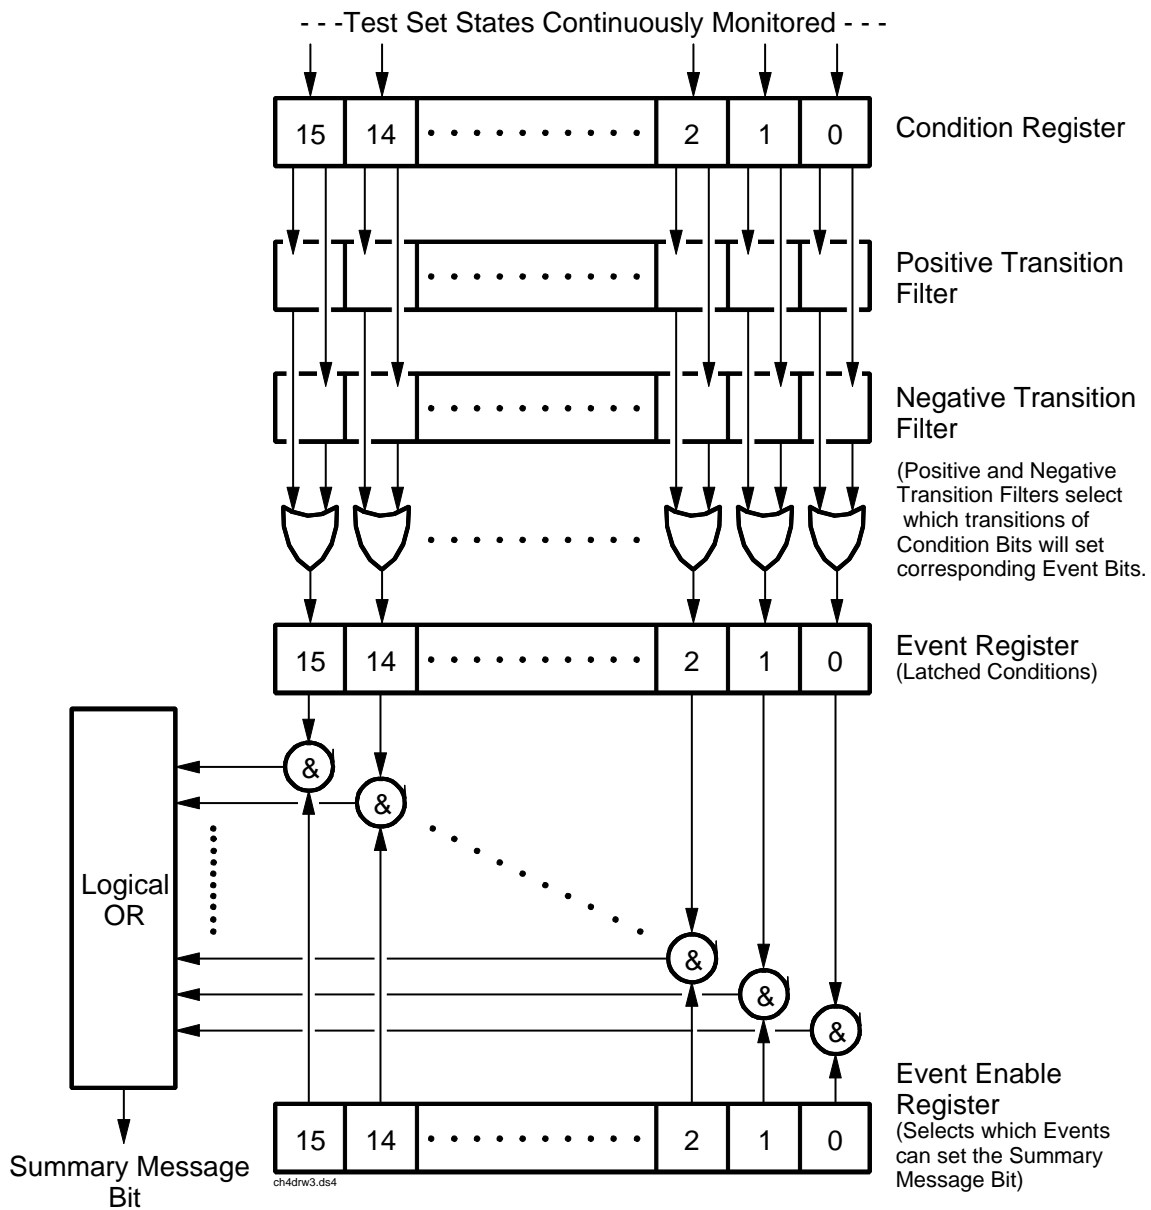 - - -Test Set States Continuously Monitored - - -
15 14 . . . . . . . . . . 2 1 0
Condition Register
Positive Transition
Filter
Negative Transition
Filter
(Positive and Negative
Transition Filters select
which transitions of
Condition Bits will set
corresponding Event Bits.
15 14 . . . . . . . . . . 2 1 0
Event Register
(Latched Conditions)
&
&
Logical
OR
&
&
&
Event Enable
Register
(Selects which Events
can set the Summary
Message Bit)
15 14 . . . . . . . . . . 2 1 0
ch4drw3.ds4
Summary Message
Bit